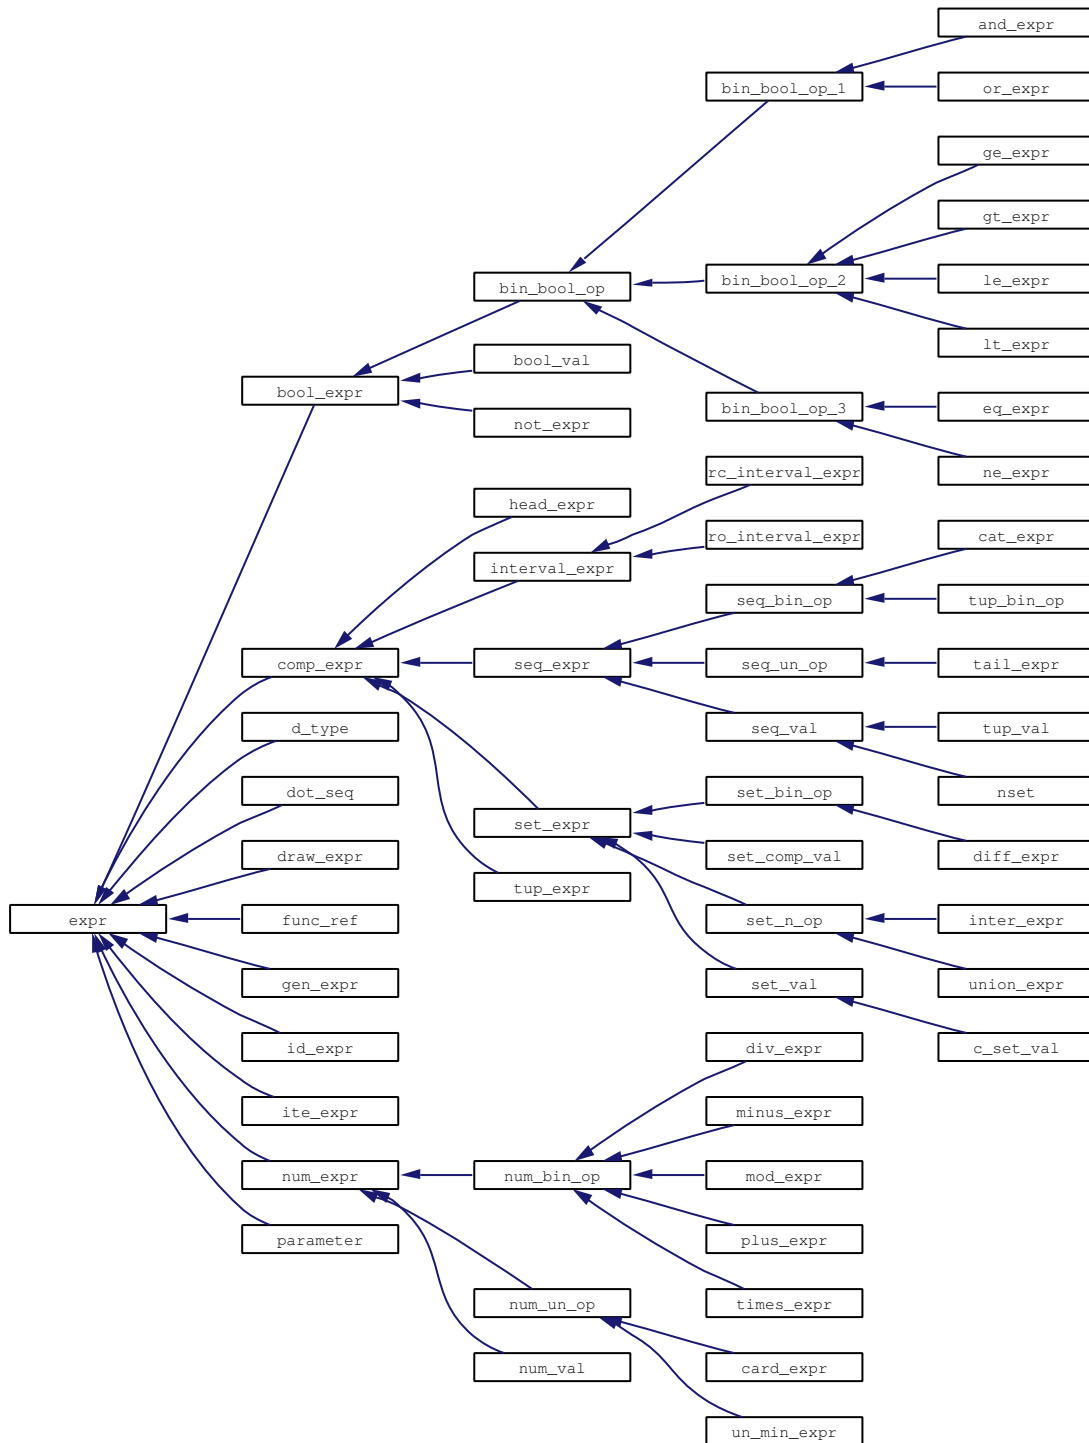 and_expr
bin_bool_op_1
or_expr
ge_expr
gt_expr
bin_bool_op
bin_bool_op_2
le_expr
lt_expr
bool_val
bool_expr
bin_bool_op_3
eq_expr
not_expr
rc_interval_expr
ne_expr
head_expr
ro_interval_expr
cat_expr
interval_expr
seq_bin_op
tup_bin_op
comp_expr
seq_expr
seq_un_op
tail_expr
d_type
seq_val
tup_val
dot_seq
set_bin_op
nset
set_expr
draw_expr
set_comp_val
diff_expr
tup_expr
expr
func_ref
set_n_op
inter_expr
gen_expr
set_val
union_expr
id_expr
div_expr
c_set_val
ite_expr
minus_expr
num_expr
num_bin_op
mod_expr
parameter
plus_expr
num_un_op
times_expr
num_val
card_expr
un_min_expr